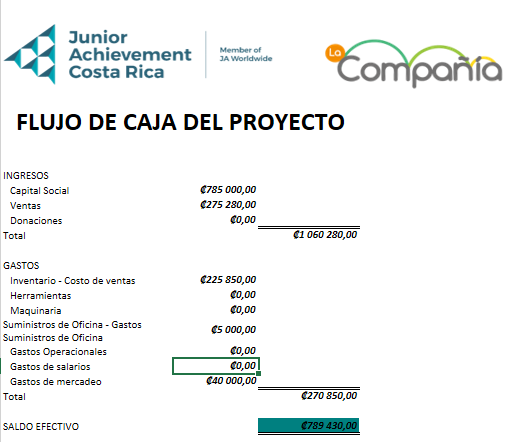 Junior
Achievement
Costa Rica
Member of
JA Worldwide
La
Compañía
FLUJO DE CAJA DEL PROYECTO
INGRESOS
Capital Social ₡785 000,00
Ventas ₡275 280,00
Donaciones ₡0,00
Total ₡1 060 280,00
GASTOS
Inventario - Costo de ventas ₡225 850,00
Herramientas ₡0,00
Maquinaria ₡0,00
Suministros de Oficina - Gastos
Suministros de Oficina ₡5 000,00
Gastos Operacionales ₡0,00
Gastos de salarios ₡0,00
Gastos de mercadeo ₡40 000,00
Total ₡270 850,00
SALDO EFECTIVO ₡789 430,00